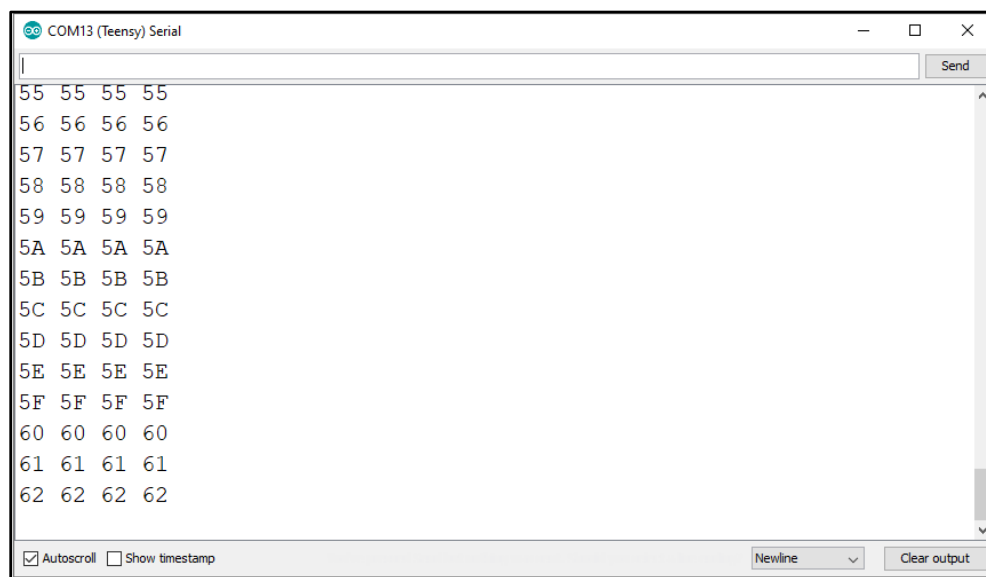 COM13 (Teensy) Serial
Send
55 55 55 55
56 56 56 56
57 57 57 57
58 58 58 58
59 59 59 59
5A 5A 5A 5A
5B 5B 5B 5B
5C 5C 5C 5C
5D 5D 5D 5D
5E 5E 5E 5E
5F 5F 5F 5F
60 60 60 60
61 61 61 61
62 62 62 62
Autoscroll Show timestamp Newline Clear output